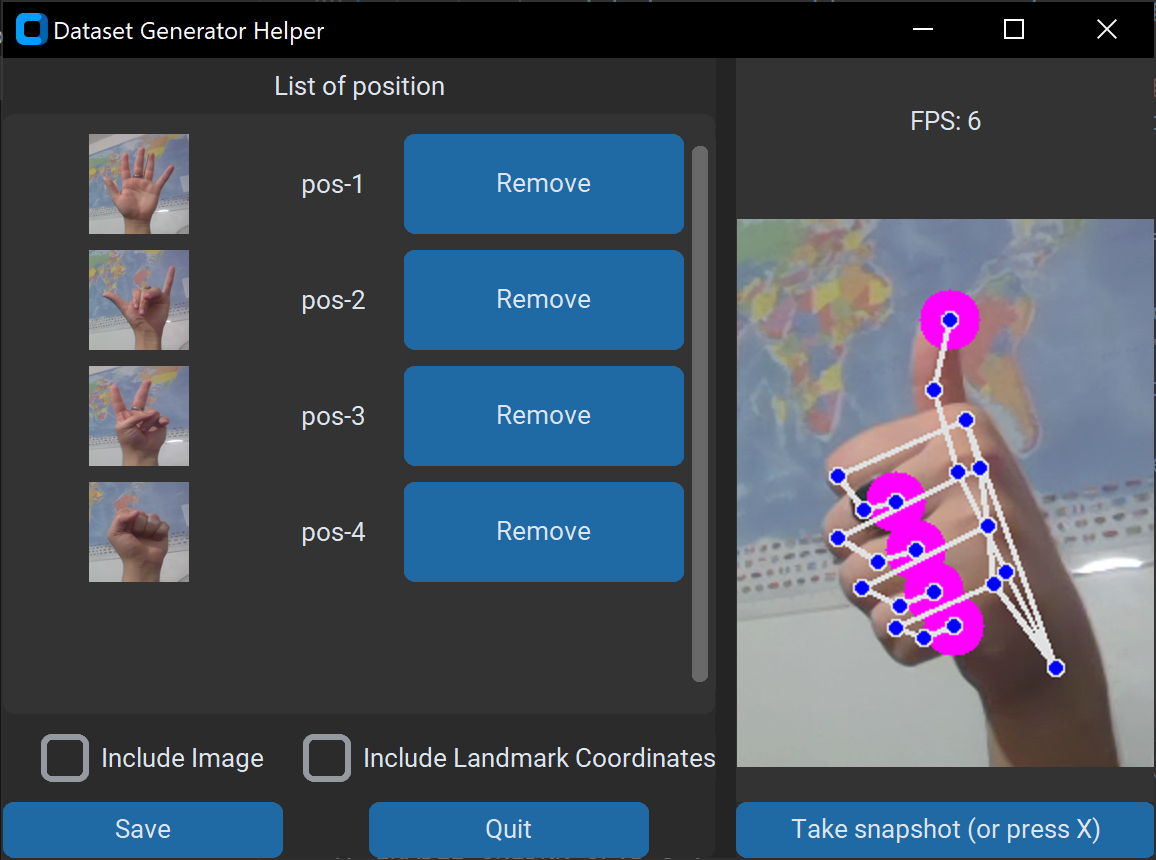 Dataset Generator Helper
List of position
FPS: 6
pos-1
Remove
pos-2
Remove
pos-3
Remove
pos-4
Remove
Include Image
Include Landmark Coordinates
Save
Quit
Take snapshot (or press X)